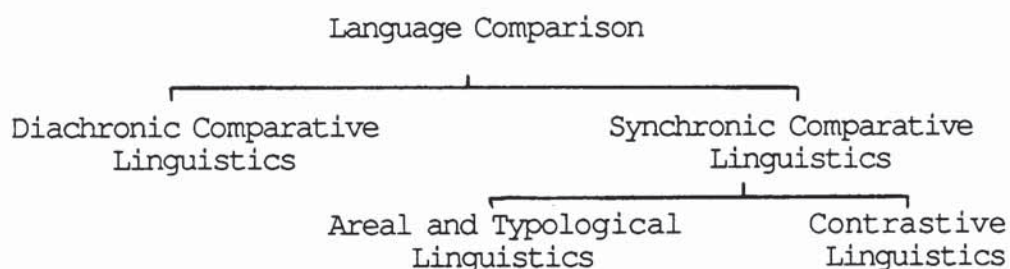 Language Comparison
Diachronic Comparative
Linguistics
Synchronic Comparative
Linguistics
Areal and Typological
Linguistics
Contrastive
Linguistics